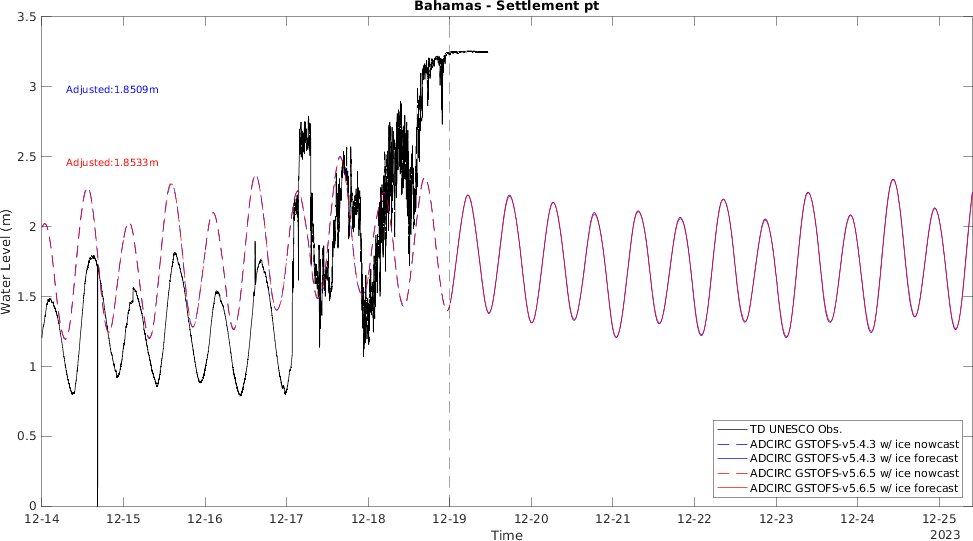 Bahamas - Settlement pt
3.5
3
2.5
2
1.5
1
0.5
0
Water Level (m)
Adjusted:1.8509m
Adjusted:1.8533m
TD UNESCO Obs.
ADCIRC GSTOFS-v5.4.3 w/ ice nowcast
ADCIRC GSTOFS-v5.4.3 w/ ice forecast
ADCIRC GSTOFS-v5.6.5 w/ ice nowcast
ADCIRC GSTOFS-v5.6.5 w/ ice forecast
12-14 12-15 12-16 12-17 12-18 12-19 12-20 12-21 12-22 12-23 12-24 12-25
Time
2023